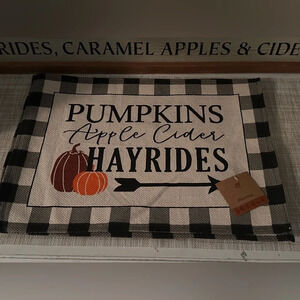 RIDES, CARAMEL APPLES & CIDE
PUMPKINS
Apple Cider
HAYRIDES